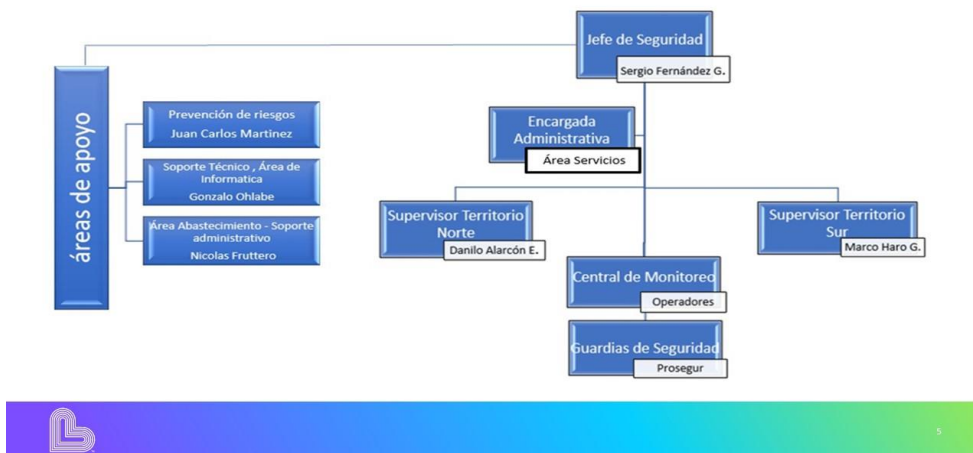 Jefe de Seguridad
Sergio Fernández G.
áreas de apoyo
Prevención de riesgos
Juan Carlos Martinez
Soporte Técnico , Área de
Informatica
Gonzalo Ohlabe
Área Abastecimiento - Soporte
administrativo
Nicolas Fruttero
Encargada
Administrativa
Área Servicios
Supervisor Territorio
Norte
Danilo Alarcón E.
Supervisor Territorio
Sur
Marco Haro G.
Central de Monitoreo
Operadores
Guardias de Seguridad
Prosegur
5